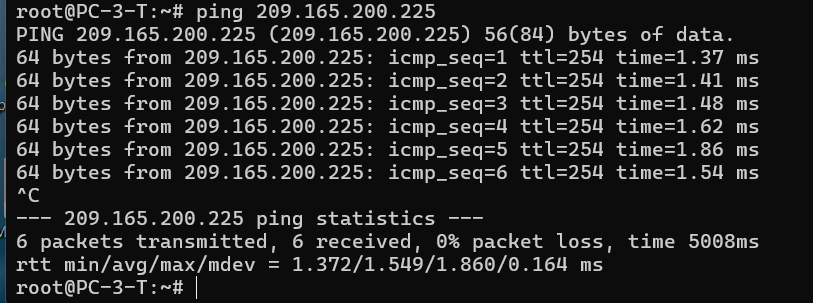 root@PC-3-T:~# ping 209.165.200.225
PING 209.165.200.225 (209.165.200.225) 56(84) bytes of data.
64 bytes from 209.165.200.225: icmp_seq=1 ttl=254 time=1.37 ms
64 bytes from 209.165.200.225: icmp_seq=2 ttl=254 time=1.41 ms
64 bytes from 209.165.200.225: icmp_seq=3 ttl=254 time=1.48 ms
64 bytes from 209.165.200.225: icmp_seq=4 ttl=254 time=1.62 ms
64 bytes from 209.165.200.225: icmp_seq=5 ttl=254 time=1.86 ms
64 bytes from 209.165.200.225: icmp_seq=6 ttl=254 time=1.54 ms
^C
--- 209.165.200.225 ping statistics ---
6 packets transmitted, 6 received, 0% packet loss, time 5008ms
rtt min/avg/max/mdev = 1.372/1.549/1.860/0.164 ms
root@PC-3-T:~#